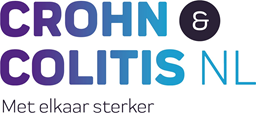 CROHN &
COLITIS NL
Met elkaar sterker